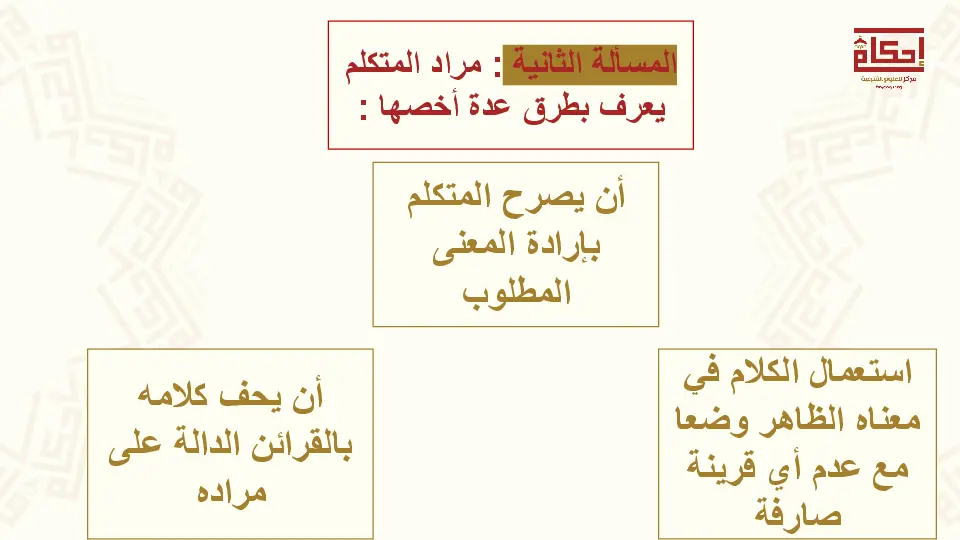 إحكام
مركز للعلوم الشرعية
المسألة الثانية : مراد المتكلم
يعرف بطرق عدة أخصها :
أن يصرح المتكلم
بإرادة المعنى
المطلوب
استعمال الكلام في
معناه الظاهر وضعا
مع عدم أي قرينة
صارفة
أن يحف كلامه
بالقرائن الدالة على
مراده